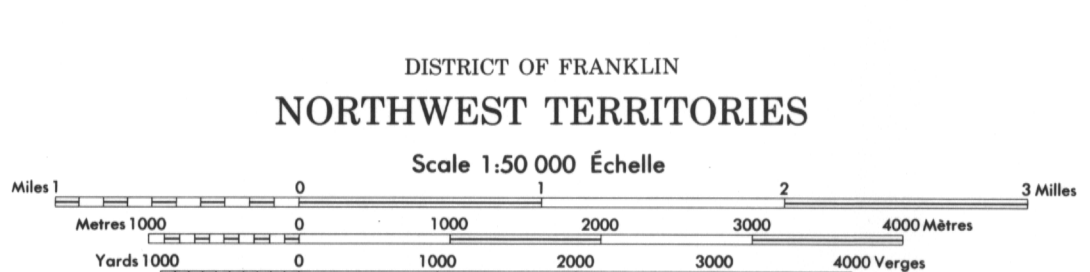 DISTRICT OF FRANKLIN
NORTHWEST TERRITORIES
Scale 1:50 000 Échelle
Miles 1 0 1 2 3 Milles
Metres 1000 0 1000 2000 3000 4000 Mètres
Yards 1000 0 1000 2000 3000 4000 Verges